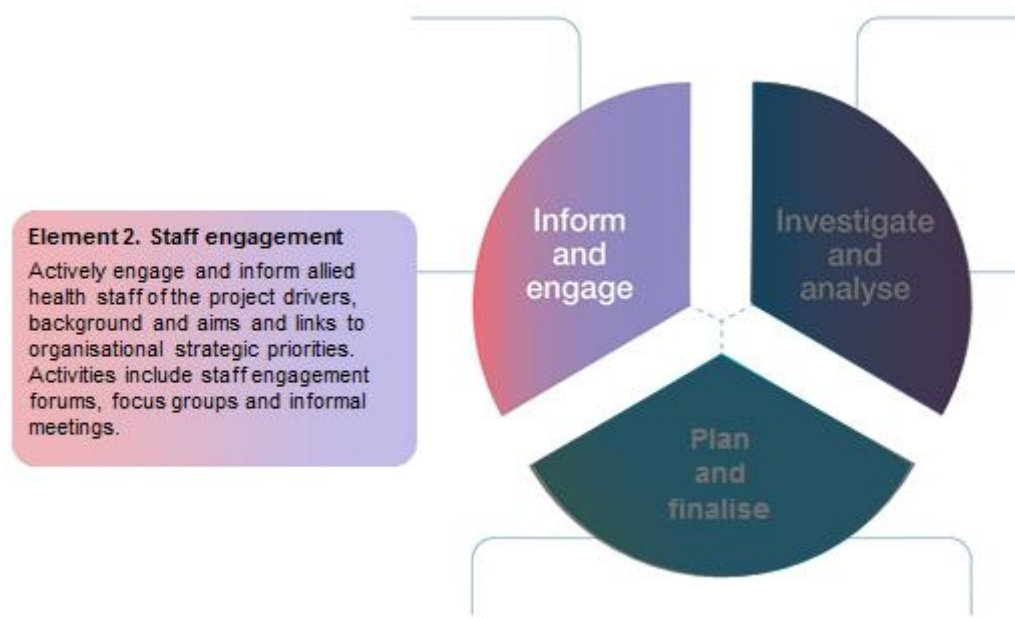 Element 2. Staff engagement
Actively engage and inform allied
health staff of the project drivers,
background and aims and links to
organisational strategic priorities.
Activities include staff engagement
forums, focus groups and informal
meetings.
Inform
and
engage
Investigate
and
analyse
Plan
and
finalise